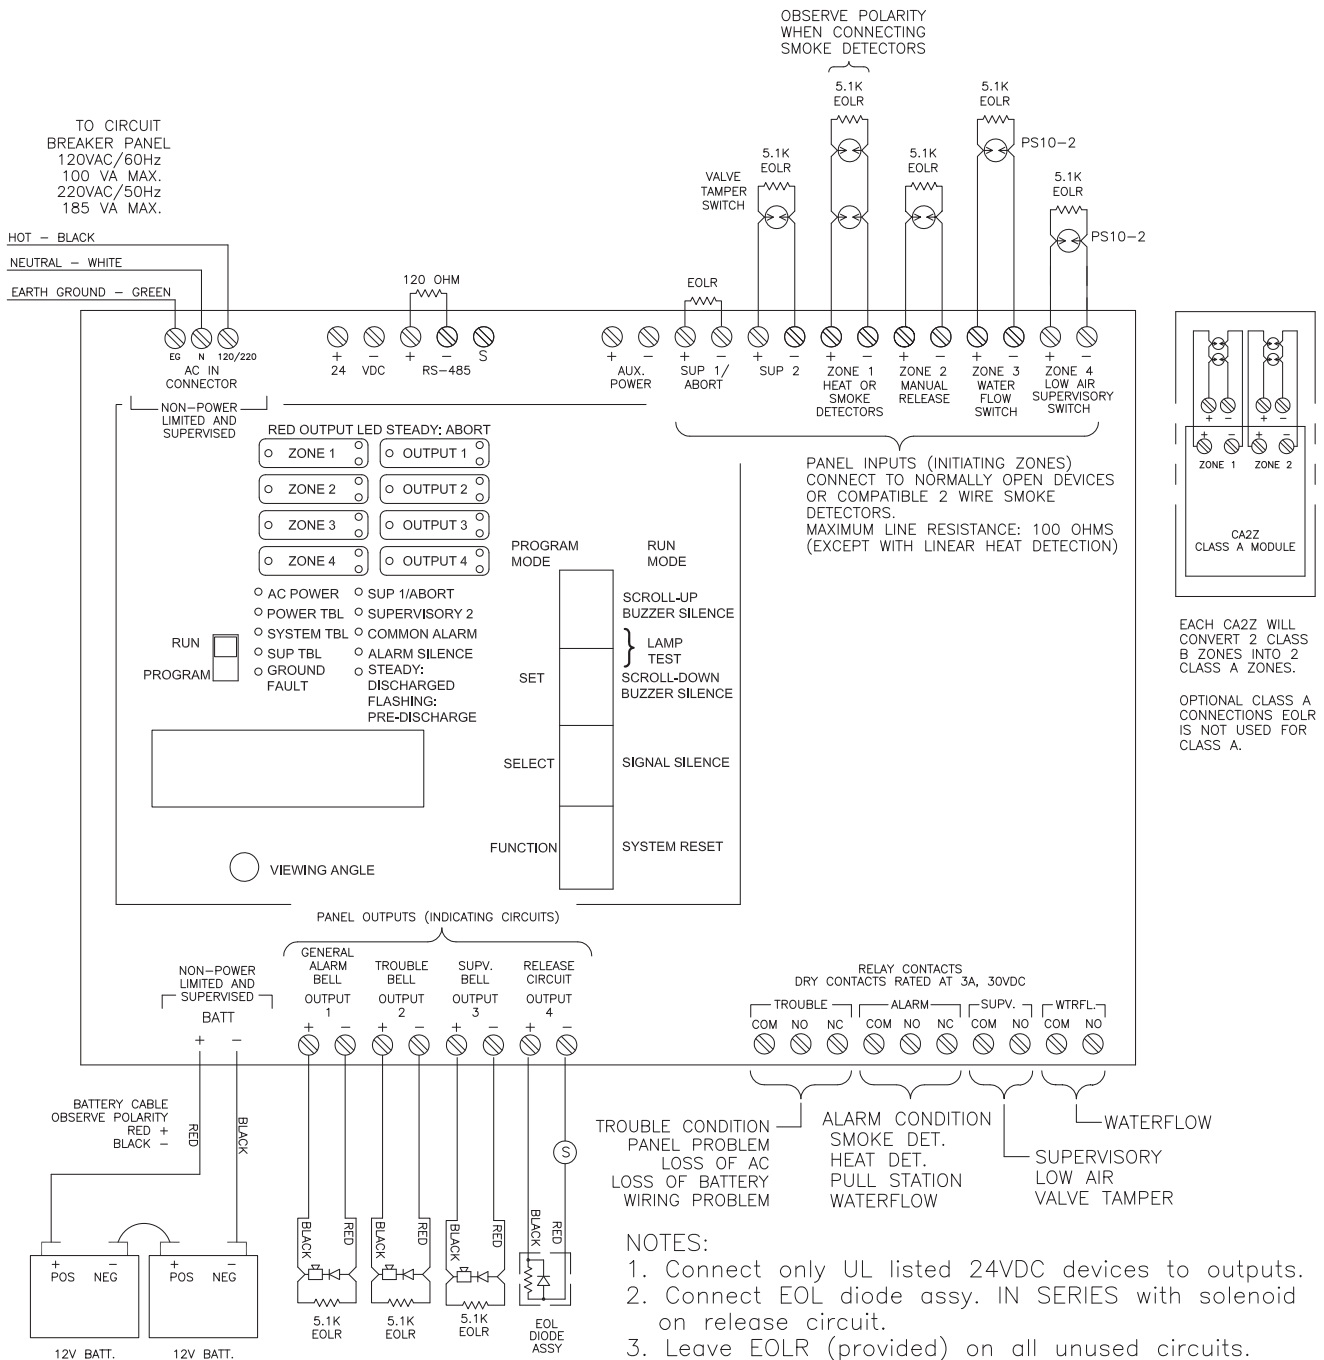 OBSERVE POLARITY
WHEN CONNECTING
SMOKE DETECTORS
5.1K
EOLR
5.1K
EOLR
PS10-2
5.1K
EOLR
5.1K
EOLR
5.1K
EOLR
PS10-2
VALVE
TAMPER
SWITCH
TO CIRCUIT
BREAKER PANEL
120VAC/60Hz
100 VA MAX.
220VAC/50Hz
185 VA MAX.
HOT – BLACK
NEUTRAL – WHITE
EARTH GROUND – GREEN
120 OHM
EOLR
EG N 120/220
AC IN
CONNECTOR
NON-POWER
LIMITED AND
SUPERVISED
+ − + − S
24 VDC RS-485
+ −
AUX.
POWER
+ −
SUP 1/
ABORT
+ −
SUP 2
+ −
ZONE 1
HEAT OR
SMOKE
DETECTORS
+ −
ZONE 2
MANUAL
RELEASE
+ −
ZONE 3
WATER
FLOW
SWITCH
+ −
ZONE 4
LOW AIR
SUPERVISORY
SWITCH
PANEL INPUTS (INITIATING ZONES)
CONNECT TO NORMALLY OPEN DEVICES
OR COMPATIBLE 2 WIRE SMOKE
DETECTORS.
MAXIMUM LINE RESISTANCE: 100 OHMS
(EXCEPT WITH LINEAR HEAT DETECTION)
+ − + −
+ − + −
ZONE 1 ZONE 2
CA2Z
CLASS A MODULE
EACH CA2Z WILL
CONVERT 2 CLASS
B ZONES INTO 2
CLASS A ZONES.
OPTIONAL CLASS A
CONNECTIONS EOLR
IS NOT USED FOR
CLASS A.
RED OUTPUT LED STEADY: ABORT
ZONE 1 OUTPUT 1
ZONE 2 OUTPUT 2
ZONE 3 OUTPUT 3
ZONE 4 OUTPUT 4
AC POWER SUP 1/ABORT
POWER TBL SUPERVISORY 2
SYSTEM TBL COMMON ALARM
SUP TBL ALARM SILENCE
GROUND
FAULT
STEADY:
DISCHARGED
FLASHING:
PRE-DISCHARGE
RUN
PROGRAM
PROGRAM
MODE
RUN
MODE
SCROLL-UP
BUZZER SILENCE
LAMP
TEST
SET
SCROLL-DOWN
BUZZER SILENCE
SELECT
SIGNAL SILENCE
FUNCTION
SYSTEM RESET
VIEWING ANGLE
PANEL OUTPUTS (INDICATING CIRCUITS)
NON-POWER
LIMITED AND
SUPERVISED
BATT
+ −
GENERAL
ALARM
BELL
OUTPUT
1
+ −
TROUBLE
BELL
OUTPUT
2
+ −
SUPV.
BELL
OUTPUT
3
+ −
RELEASE
CIRCUIT
OUTPUT
4
+ −
RELAY CONTACTS
DRY CONTACTS RATED AT 3A, 30VDC
TROUBLE ALARM SUPV. WTRFL.
COM NO NC COM NO NC COM NO COM NO
TROUBLE CONDITION
PANEL PROBLEM
LOSS OF AC
LOSS OF BATTERY
WIRING PROBLEM
ALARM CONDITION
SMOKE DET.
HEAT DET.
PULL STATION
WATERFLOW
SUPERVISORY
LOW AIR
VALVE TAMPER
WATERFLOW
BATTERY CABLE
OBSERVE POLARITY
RED +
BLACK −
RED
BLACK
+ −
POS NEG
12V BATT.
+ −
POS NEG
12V BATT.
BLACK
RED
5.1K
EOLR
BLACK
RED
5.1K
EOLR
BLACK
RED
5.1K
EOLR
S
BLACK
RED
EOL
DIODE
ASSY
NOTES:
1. Connect only UL listed 24VDC devices to outputs.
2. Connect EOL diode assy. IN SERIES with solenoid
on release circuit.
3. Leave EOLR (provided) on all unused circuits.